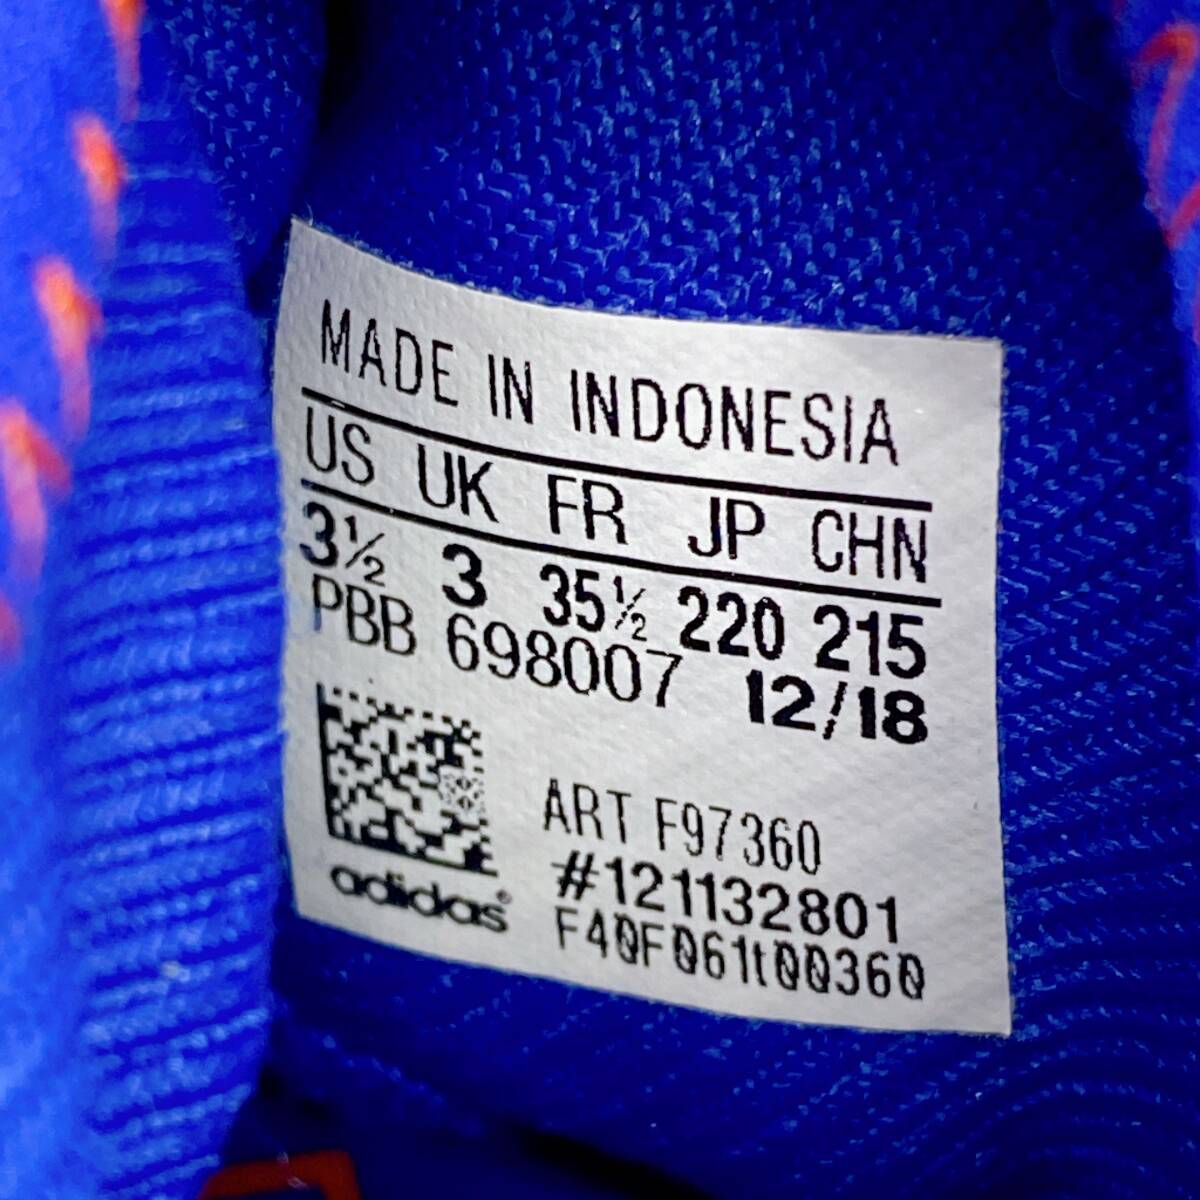 MADE IN INDONESIA
US UK FR JP CHN
3½ 3 35½ 220 215
PBB 698007 12/18
ART F97360
#121132801
F40F061t00360
adidas®